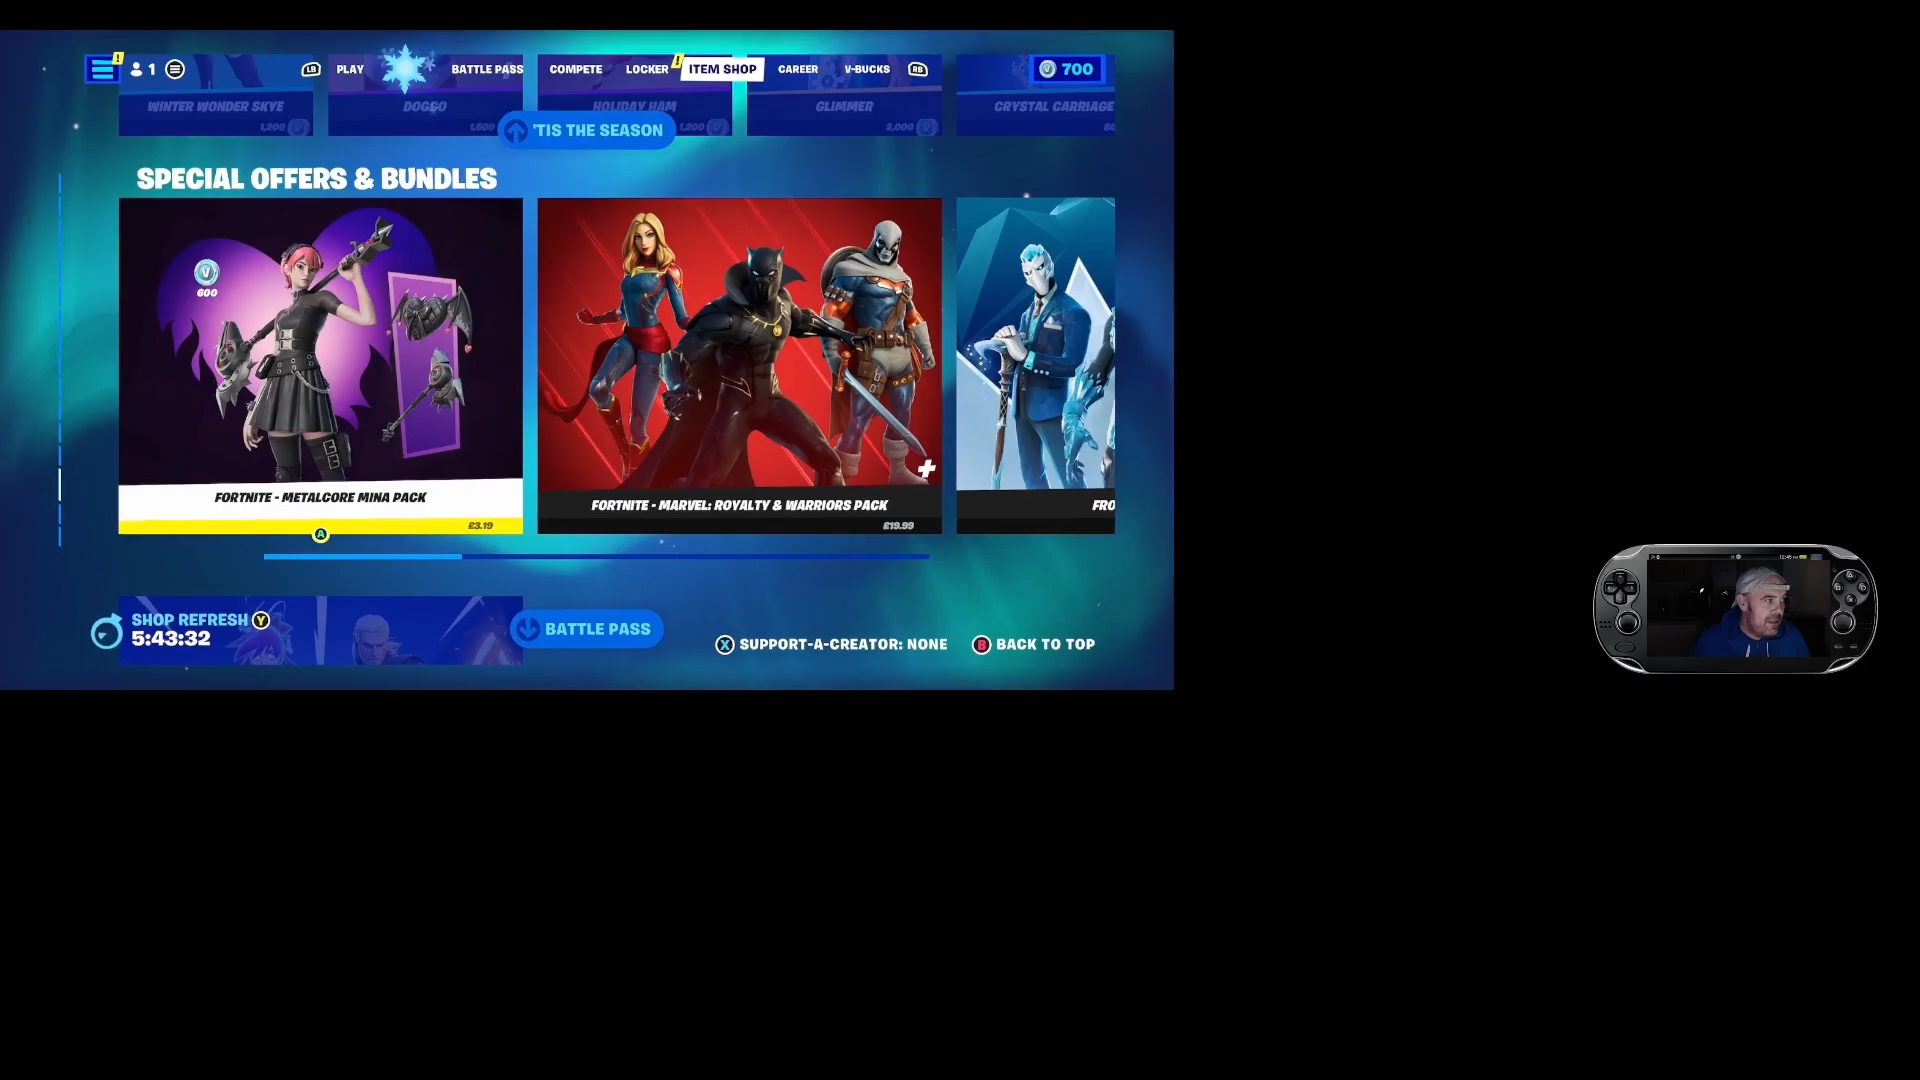 !
1
LB
PLAY
BATTLE PASS
COMPETE
LOCKER
!
ITEM SHOP
CAREER
V-BUCKS
RB
700
WINTER WONDER SKYE
1,200
DOGGO
1,500
HOLIDAY HAM
1,200
GLIMMER
2,000
CRYSTAL CARRIAGE
'TIS THE SEASON
SPECIAL OFFERS & BUNDLES
V
600
FORTNITE - METALCORE MINA PACK
£3.19
A
FORTNITE - MARVEL: ROYALTY & WARRIORS PACK
£19.99
FRO
SHOP REFRESH Y
5:43:32
BATTLE PASS
X SUPPORT-A-CREATOR: NONE
B BACK TO TOP